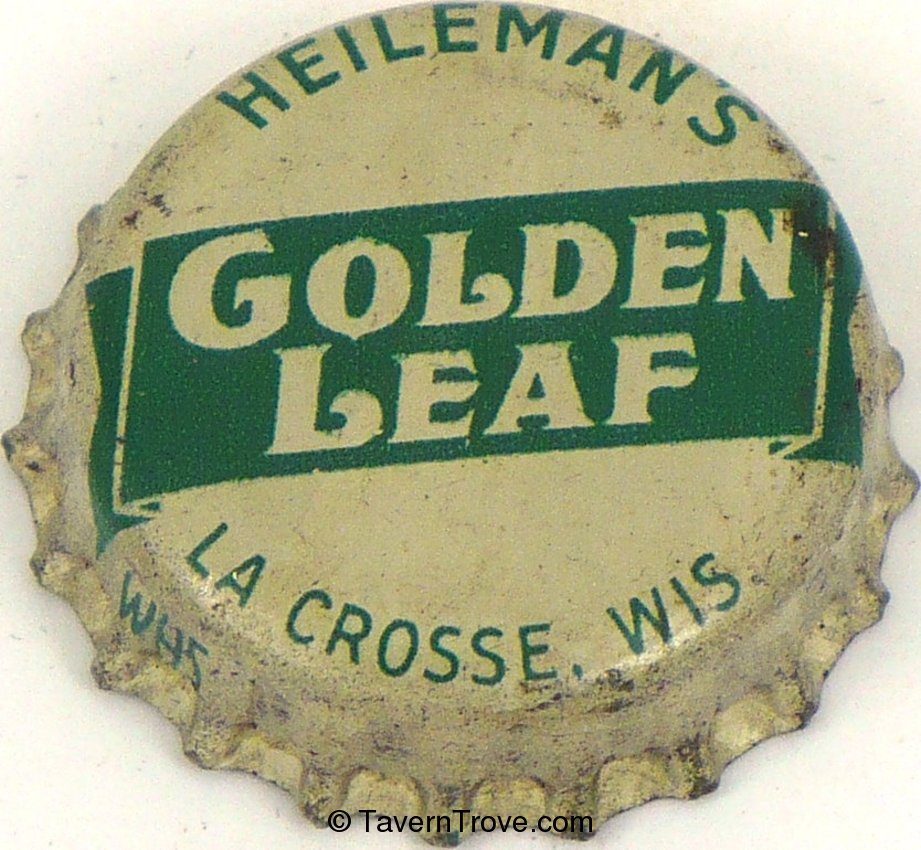 HEILEMAN'S
GOLDEN
LEAF
LA CROSSE, WIS
WHS
© TavernTrove.com